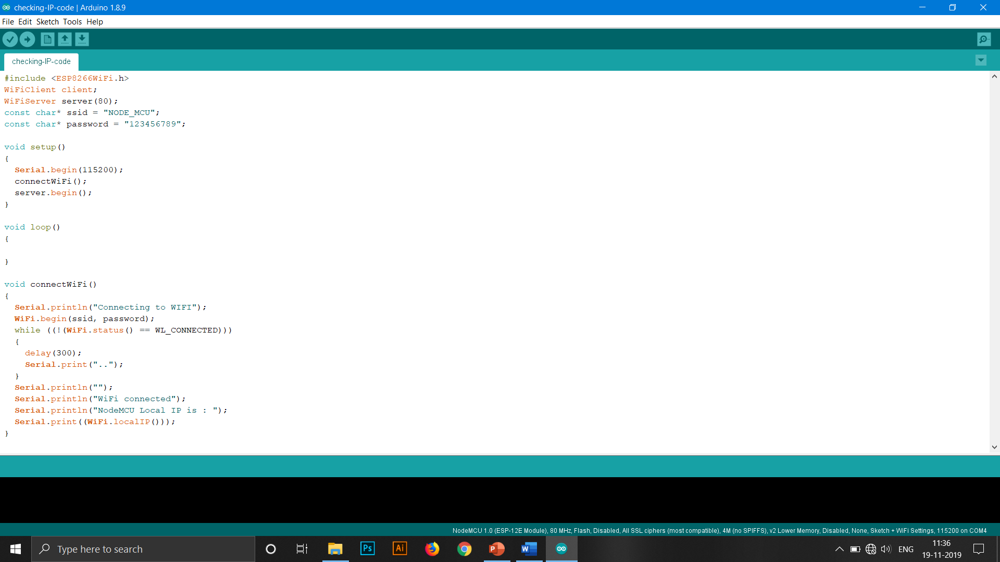 checking-IP-code | Arduino 1.8.9
File Edit Sketch Tools Help
checking-IP-code
#include <ESP8266WiFi.h>
WiFiClient client;
WiFiServer server(80);
const char* ssid = "NODE_MCU";
const char* password = "123456789";
void setup()
{
  Serial.begin(115200);
  connectWiFi();
  server.begin();
}
void loop()
{
}
void connectWiFi()
{
  Serial.println("Connecting to WIFI");
  WiFi.begin(ssid, password);
  while ((!(WiFi.status() == WL_CONNECTED)))
  {
    delay(300);
    Serial.print("..");
  }
  Serial.println("");
  Serial.println("WiFi connected");
  Serial.println("NodeMCU Local IP is : ");
  Serial.print((WiFi.localIP()));
}
NodeMCU 1.0 (ESP-12E Module), 80 MHz, Flash, Disabled, All SSL ciphers (most compatible), 4M (no SPIFFS), v2 Lower Memory, Disabled, None, Sketch + WiFi Settings, 115200 on COM4
Type here to search
Ps
Ai
P
W
ENG
11:36
19-11-2019